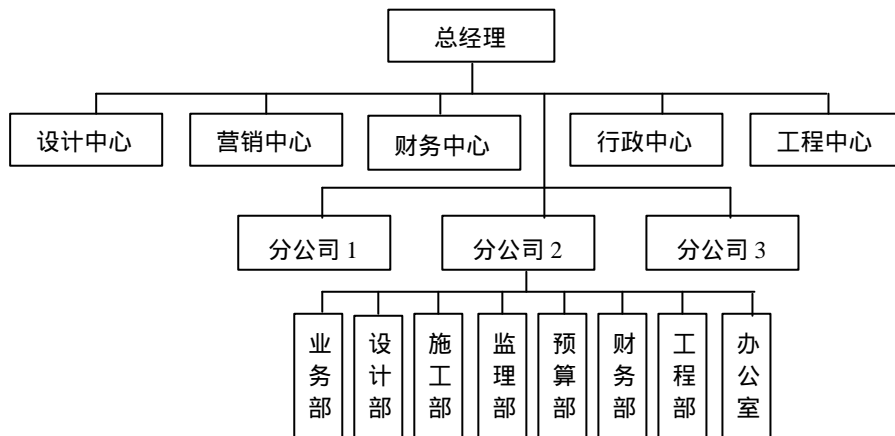 总经理
设计中心
营销中心
财务中心
行政中心
工程中心
分公司 1
分公司 2
分公司 3
业务部
设计部
施工部
监理部
预算部
财务部
工程部
办公室